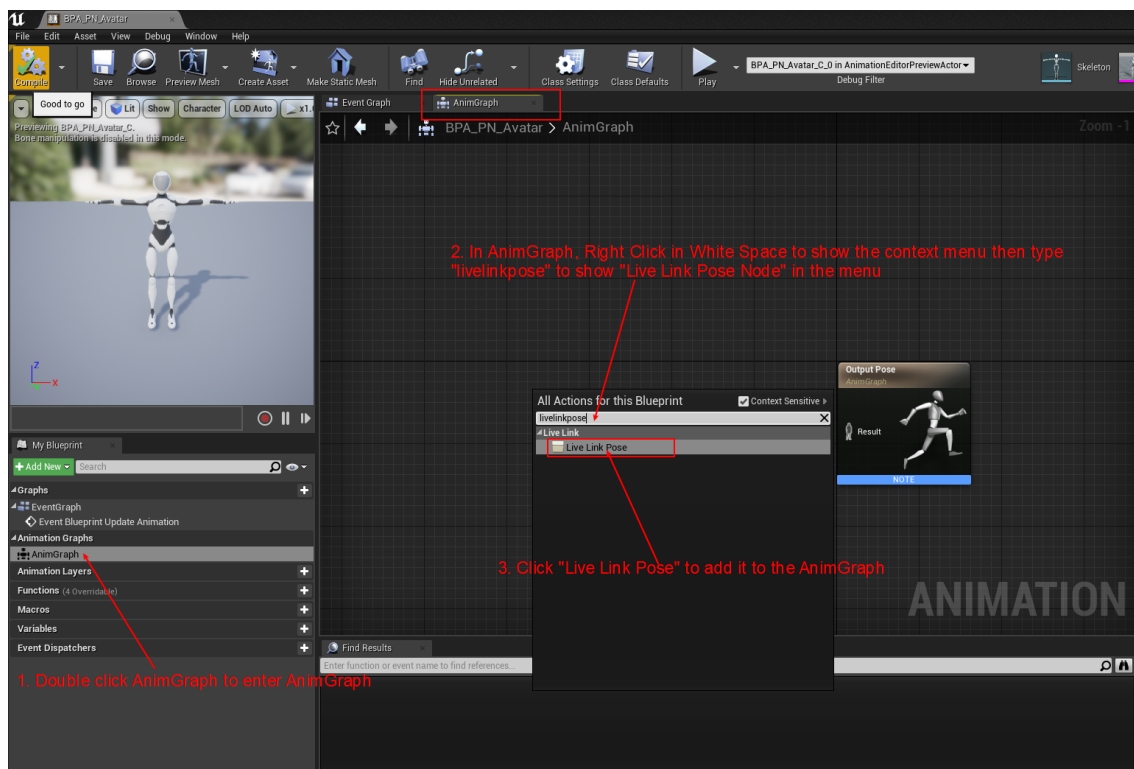 BPA_PN_Avatar
File Edit Asset View Debug Window Help
Compile Save Browse Preview Mesh Create Asset Make Static Mesh Find Hide Unrelated Class Settings Class Defaults Play
BPA_PN_Avatar_C_0 in AnimationEditorPreviewActor
Debug Filter
Skeleton
Good to go
Lit Show Character LOD Auto
Previewing BPA_PN_Avatar_C.
Bone manipulation is disabled in this mode.
Z
X
Event Graph AnimGraph
BPA_PN_Avatar > AnimGraph
Zoom -1
2. In AnimGraph, Right Click in White Space to show the context menu then type
"livelinkpose" to show "Live Link Pose Node" in the menu
Output Pose
AnimGraph
Result
NOTE
All Actions for this Blueprint Context Sensitive
livelinkpose
Live Link
Live Link Pose
3. Click "Live Link Pose" to add it to the AnimGraph
ANIMATION
My Blueprint
Add New Search
Graphs
EventGraph
Event Blueprint Update Animation
Animation Graphs
AnimGraph
Animation Layers
Functions (4 Overridable)
Macros
Variables
Event Dispatchers
1. Double click AnimGraph to enter AnimGraph
Find Results
Enter function or event name to find references...